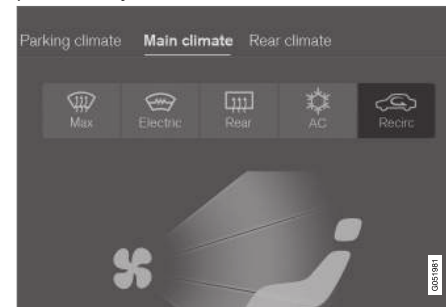 Parking climate Main climate Rear climate
Max Electric Rear AC Recirc
G051981